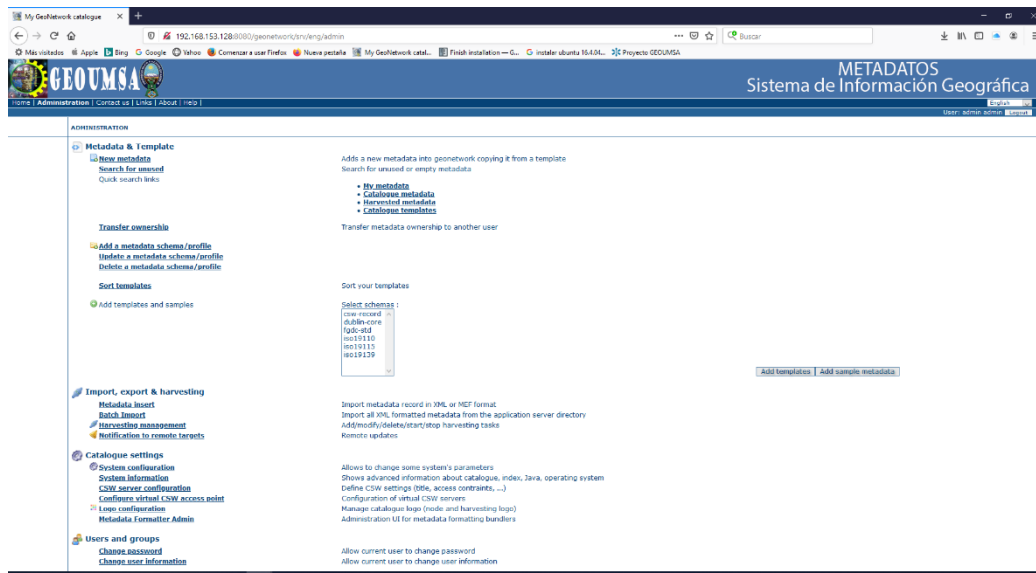 My GeoNetwork catalogue
192.168.153.128:8080/geonetwork/srv/eng/admin
Buscar
Más visitados Apple Bing Google Yahoo Comenzar a usar Firefox Nueva pestaña My GeoNetwork catal... Finish installation — G... instalar ubuntu 16.4.04... Proyecto GEOUMSA
GEOUMSA
METADATOS
Sistema de Información Geográfica
Home | Administration | Contact us | Links | About | Help |
English
User: admin admin Logout
ADMINISTRATION
Metadata & Template
New metadata Adds a new metadata into geonetwork copying it from a template
Search for unused Search for unused or empty metadata
Quick search links
• My metadata
• Catalogue metadata
• Harvested metadata
• Catalogue templates
Transfer ownership Transfer metadata ownership to another user
Add a metadata schema/profile
Update a metadata schema/profile
Delete a metadata schema/profile
Sort templates Sort your templates
Add templates and samples Select schemas :
csw-record
dublin-core
fgdc-std
iso19110
iso19115
iso19139
Add templates Add sample metadata
Import, export & harvesting
Metadata insert Import metadata record in XML or MEF format
Batch Import Import all XML formatted metadata from the application server directory
Harvesting management Add/modify/delete/start/stop harvesting tasks
Notification to remote targets Remote updates
Catalogue settings
System configuration Allows to change some system's parameters
System information Shows advanced information about catalogue, index, Java, operating system
CSW server configuration Define CSW settings (title, access contraints, ...)
Configure virtual CSW access point Configuration of virtual CSW servers
Logo configuration Manage catalogue logo (node and harvesting logo)
Metadata Formatter Admin Administration UI for metadata formatting bundlers
Users and groups
Change password Allow current user to change password
Change user information Allow current user to change user information